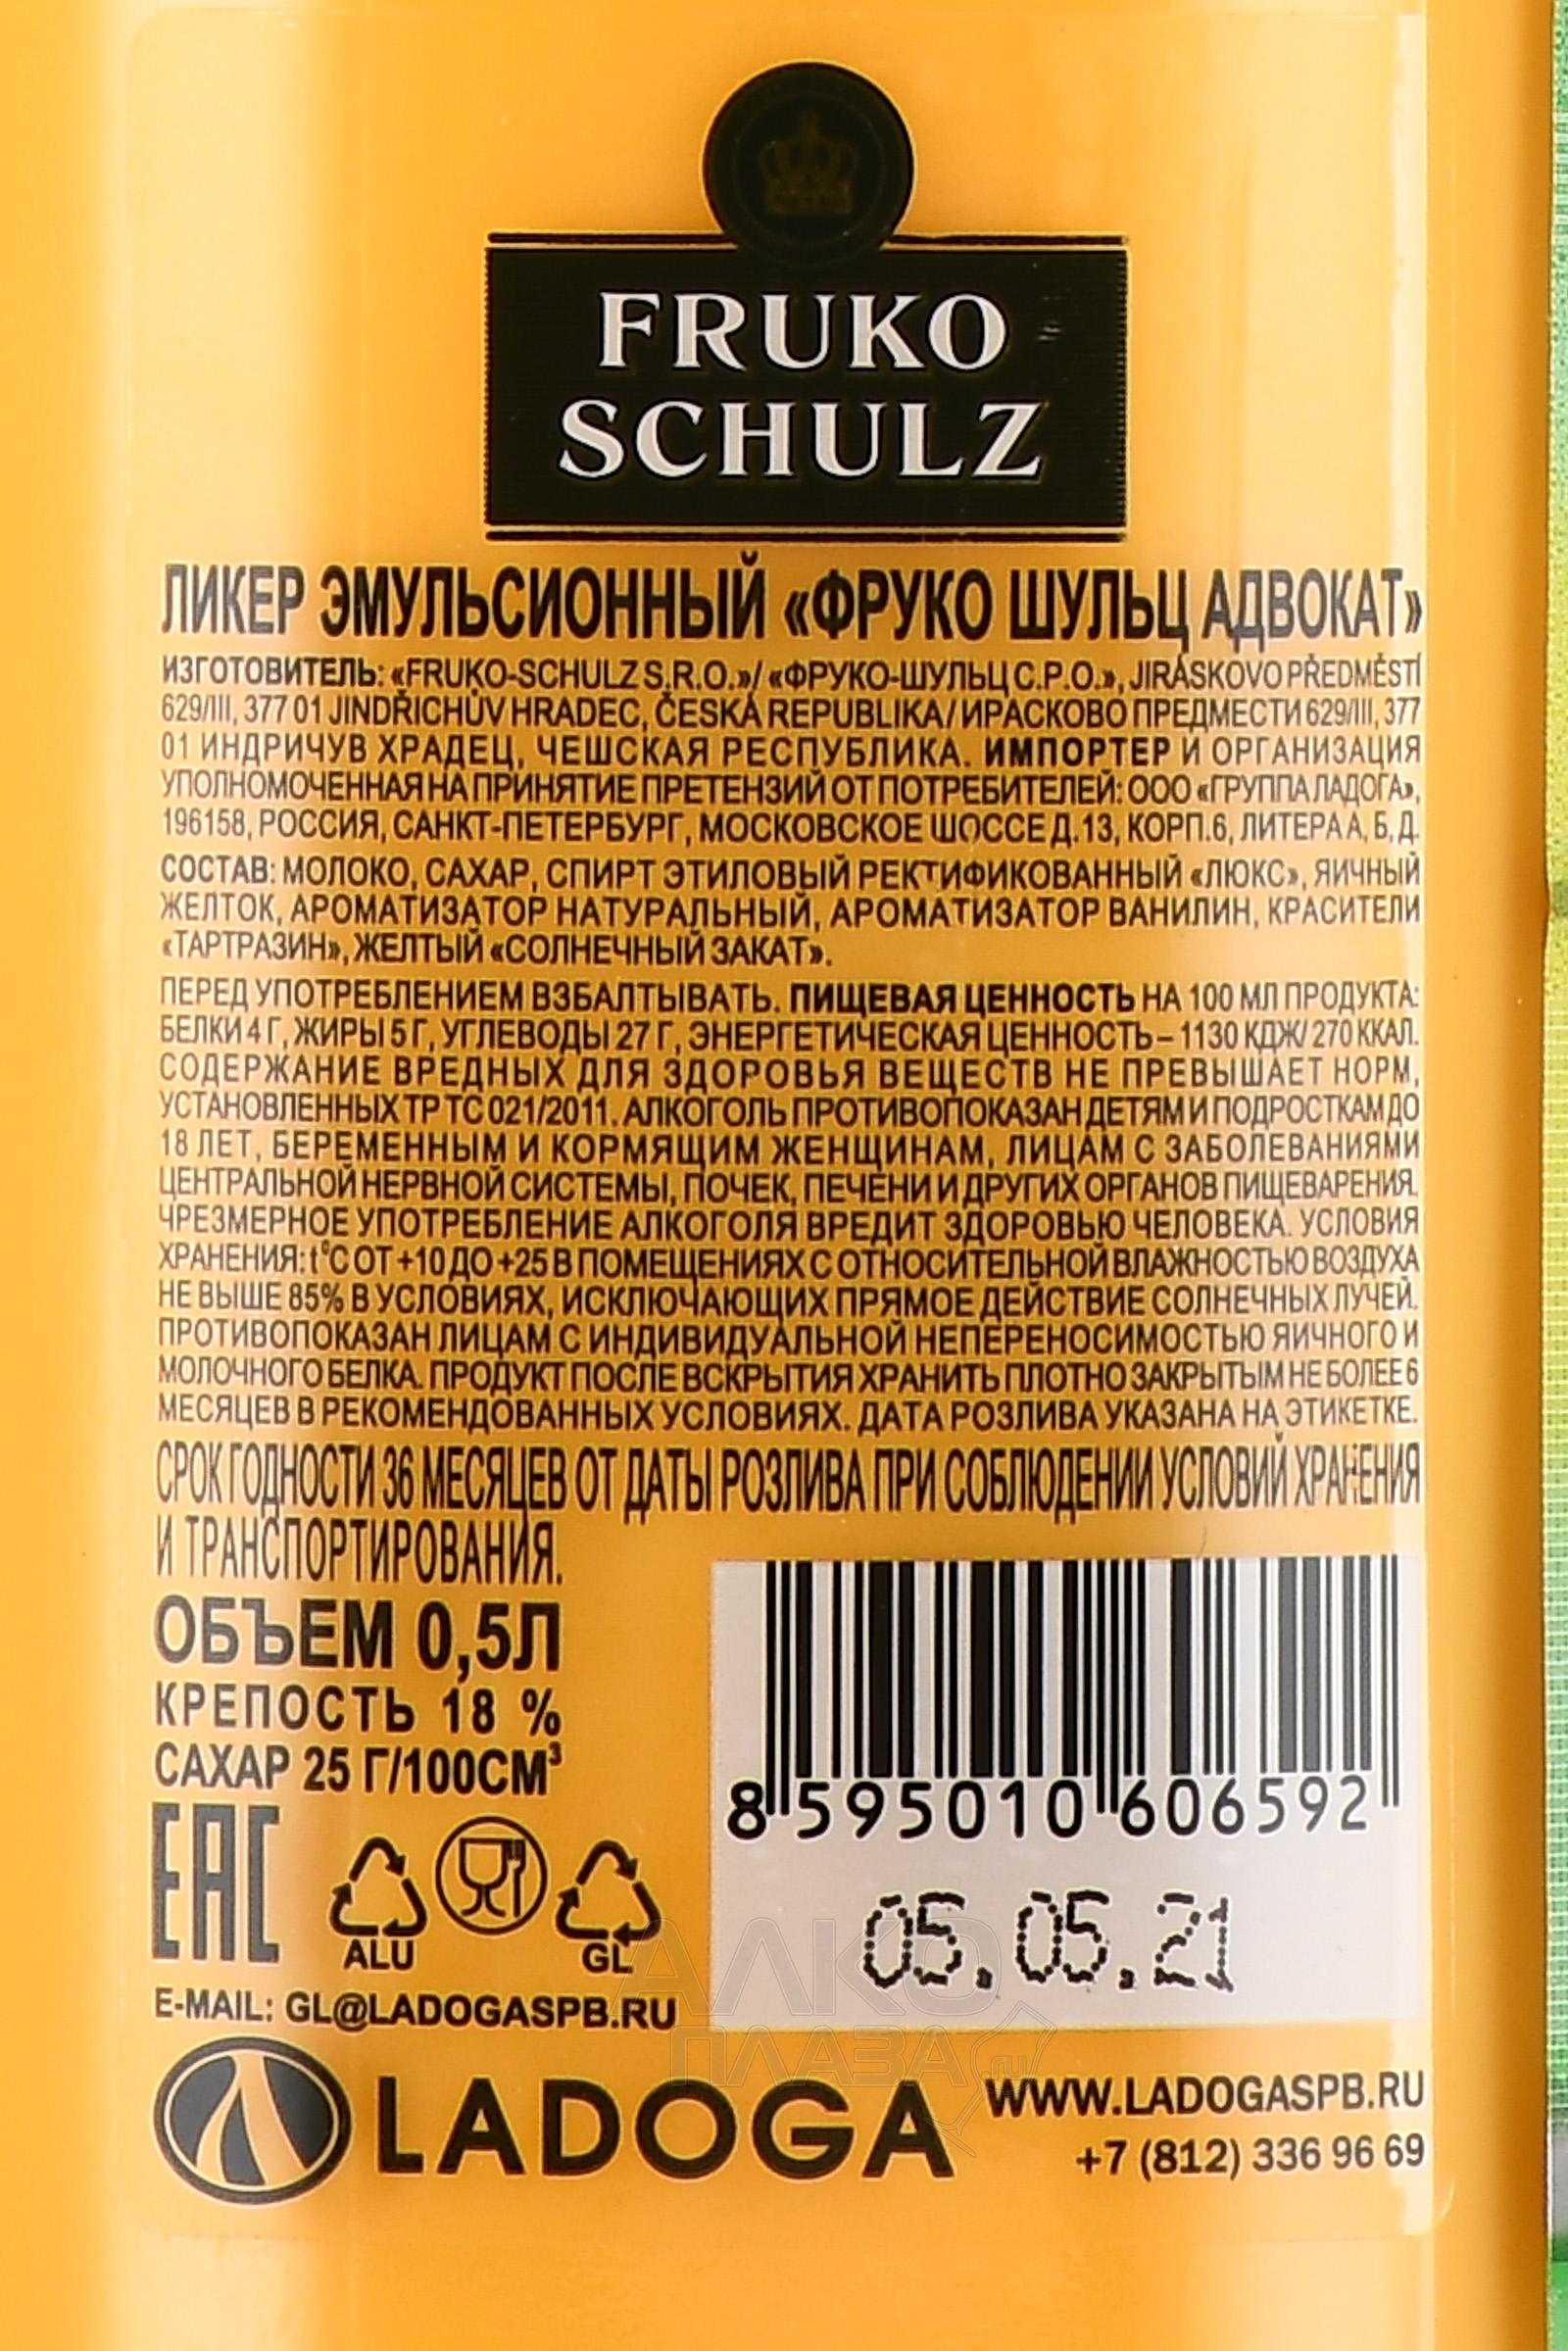 FRUKO
SCHULZ
ЛИКЕР ЭМУЛЬСИОННЫЙ «ФРУКО ШУЛЬЦ АДВОКАТ»
ИЗГОТОВИТЕЛЬ: «FRUKO-SCHULZ S.R.O.»/ «ФРУКО-ШУЛЬЦ С.Р.О.», JIRÁSKOVO PŘEDMĚSTÍ
629/III, 377 01 JINDŘICHŮV HRADEC, ČESKÁ REPUBLIKA/ ИРАСКОВО ПРЕДМЕСТИ 629/III, 377
01 ИНДРИЧУВ ХРАДЕЦ, ЧЕШСКАЯ РЕСПУБЛИКА. ИМПОРТЕР И ОРГАНИЗАЦИЯ
УПОЛНОМОЧЕННАЯ НА ПРИНЯТИЕ ПРЕТЕНЗИЙ ОТ ПОТРЕБИТЕЛЕЙ: ООО «ГРУППА ЛАДОГА»,
196158, РОССИЯ, САНКТ-ПЕТЕРБУРГ, МОСКОВСКОЕ ШОССЕ Д.13, КОРП.6, ЛИТЕРА А, Б, Д.
СОСТАВ: МОЛОКО, САХАР, СПИРТ ЭТИЛОВЫЙ РЕКТИФИКОВАННЫЙ «ЛЮКС», ЯИЧНЫЙ
ЖЕЛТОК, АРОМАТИЗАТОР НАТУРАЛЬНЫЙ, АРОМАТИЗАТОР ВАНИЛИН, КРАСИТЕЛИ
«ТАРТРАЗИН», ЖЕЛТЫЙ «СОЛНЕЧНЫЙ ЗАКАТ».
ПЕРЕД УПОТРЕБЛЕНИЕМ ВЗБАЛТЫВАТЬ. ПИЩЕВАЯ ЦЕННОСТЬ НА 100 МЛ ПРОДУКТА:
БЕЛКИ 4 Г, ЖИРЫ 5 Г, УГЛЕВОДЫ 27 Г, ЭНЕРГЕТИЧЕСКАЯ ЦЕННОСТЬ – 1130 КДЖ/ 270 ККАЛ.
СОДЕРЖАНИЕ ВРЕДНЫХ ДЛЯ ЗДОРОВЬЯ ВЕЩЕСТВ НЕ ПРЕВЫШАЕТ НОРМ,
УСТАНОВЛЕННЫХ ТР ТС 021/2011. АЛКОГОЛЬ ПРОТИВОПОКАЗАН ДЕТЯМ И ПОДРОСТКАМ ДО
18 ЛЕТ, БЕРЕМЕННЫМ И КОРМЯЩИМ ЖЕНЩИНАМ, ЛИЦАМ С ЗАБОЛЕВАНИЯМИ
ЦЕНТРАЛЬНОЙ НЕРВНОЙ СИСТЕМЫ, ПОЧЕК, ПЕЧЕНИ И ДРУГИХ ОРГАНОВ ПИЩЕВАРЕНИЯ.
ЧРЕЗМЕРНОЕ УПОТРЕБЛЕНИЕ АЛКОГОЛЯ ВРЕДИТ ЗДОРОВЬЮ ЧЕЛОВЕКА. УСЛОВИЯ
ХРАНЕНИЯ: t°С ОТ +10 ДО +25 В ПОМЕЩЕНИЯХ С ОТНОСИТЕЛЬНОЙ ВЛАЖНОСТЬЮ ВОЗДУХА
НЕ ВЫШЕ 85% В УСЛОВИЯХ, ИСКЛЮЧАЮЩИХ ПРЯМОЕ ДЕЙСТВИЕ СОЛНЕЧНЫХ ЛУЧЕЙ.
ПРОТИВОПОКАЗАН ЛИЦАМ С ИНДИВИДУАЛЬНОЙ НЕПЕРЕНОСИМОСТЬЮ ЯИЧНОГО И
МОЛОЧНОГО БЕЛКА. ПРОДУКТ ПОСЛЕ ВСКРЫТИЯ ХРАНИТЬ ПЛОТНО ЗАКРЫТЫМ НЕ БОЛЕЕ 6
МЕСЯЦЕВ В РЕКОМЕНДОВАННЫХ УСЛОВИЯХ. ДАТА РОЗЛИВА УКАЗАНА НА ЭТИКЕТКЕ.
СРОК ГОДНОСТИ 36 МЕСЯЦЕВ ОТ ДАТЫ РОЗЛИВА ПРИ СОБЛЮДЕНИИ УСЛОВИЙ ХРАНЕНИЯ
И ТРАНСПОРТИРОВАНИЯ.
ОБЪЕМ 0,5Л
КРЕПОСТЬ 18 %
САХАР 25 Г/100СМ³
8 595010 606592
05.05.21
EAC
ALU
GL
E-MAIL: GL@LADOGASPB.RU
АЛКО
ПЛАЗА.ru
LADOGA
WWW.LADOGASPB.RU
+7 (812) 336 96 69